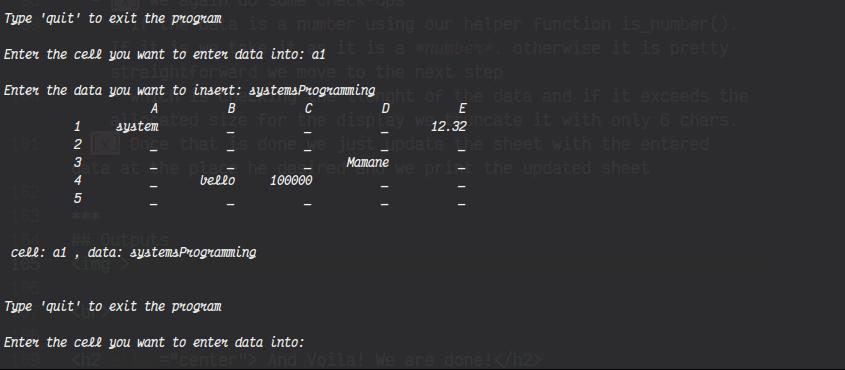 Type 'quit' to exit the program
Enter the cell you want to enter data into: a1
Enter the data you want to insert: systemsProgramming
A B C D E
1 system _ _ _ 12.32
2 _ _ _ _ _
3 _ _ _ Mamane _
4 _ bello 100000 _ _
5 _ _ _ _ _
cell: a1 , data: systemsProgramming
Type 'quit' to exit the program
Enter the cell you want to enter data into: